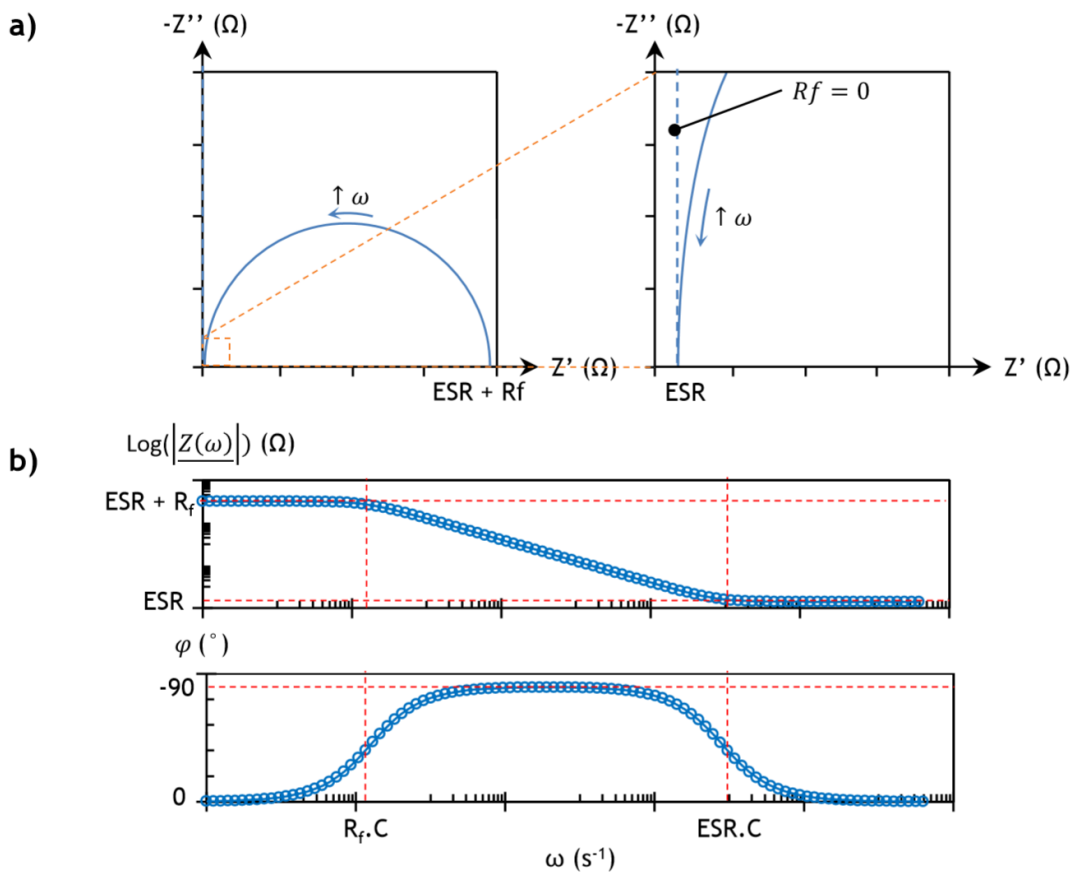 a)
-Z'' (Ω)
-Z'' (Ω)
Rf = 0
↑ ω
↑ ω
Z' (Ω)
Z' (Ω)
ESR + Rf
ESR
b)
Log(|Z(ω)|) (Ω)
ESR + Rf
ESR
φ (°)
-90
0
Rf.C
ESR.C
ω (s⁻¹)